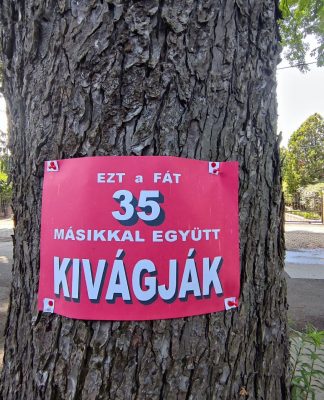 EZT a FÁT
35
MÁSIKKAL EGYÜTT
KIVÁGJÁK